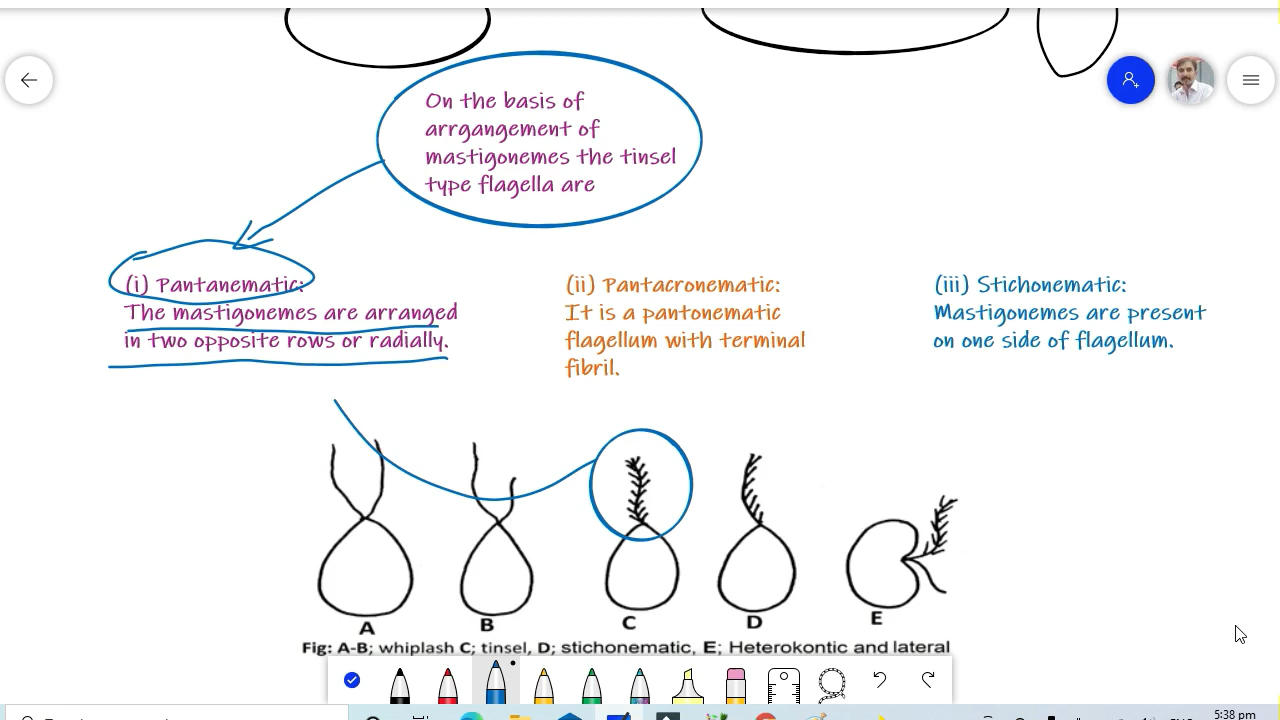 On the basis of
arrgangement of
mastigonemes the tinsel
type flagella are
(i) Pantanematic:
The mastigonemes are arranged
in two opposite rows or radially.
(ii) Pantacronematic:
It is a pantonematic
flagellum with terminal
fibril.
(iii) Stichonematic:
Mastigonemes are present
on one side of flagellum.
A
B
C
D
E
Fig: A-B; whiplash C; tinsel, D; stichonematic, E; Heterokontic and lateral
5:38 pm